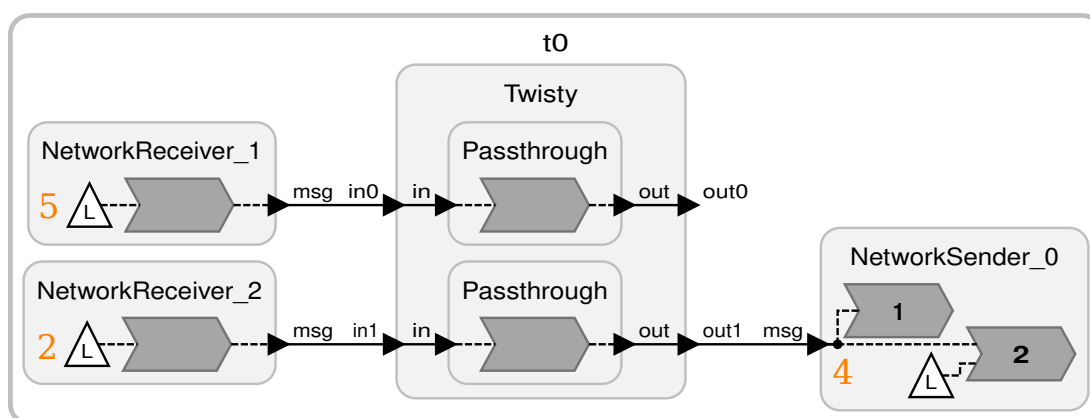 t0
Twisty
NetworkReceiver_1
5
L
msg
in0
in
Passthrough
out
out0
NetworkReceiver_2
2
L
msg
in1
in
Passthrough
out
out1
msg
NetworkSender_0
1
2
4
L